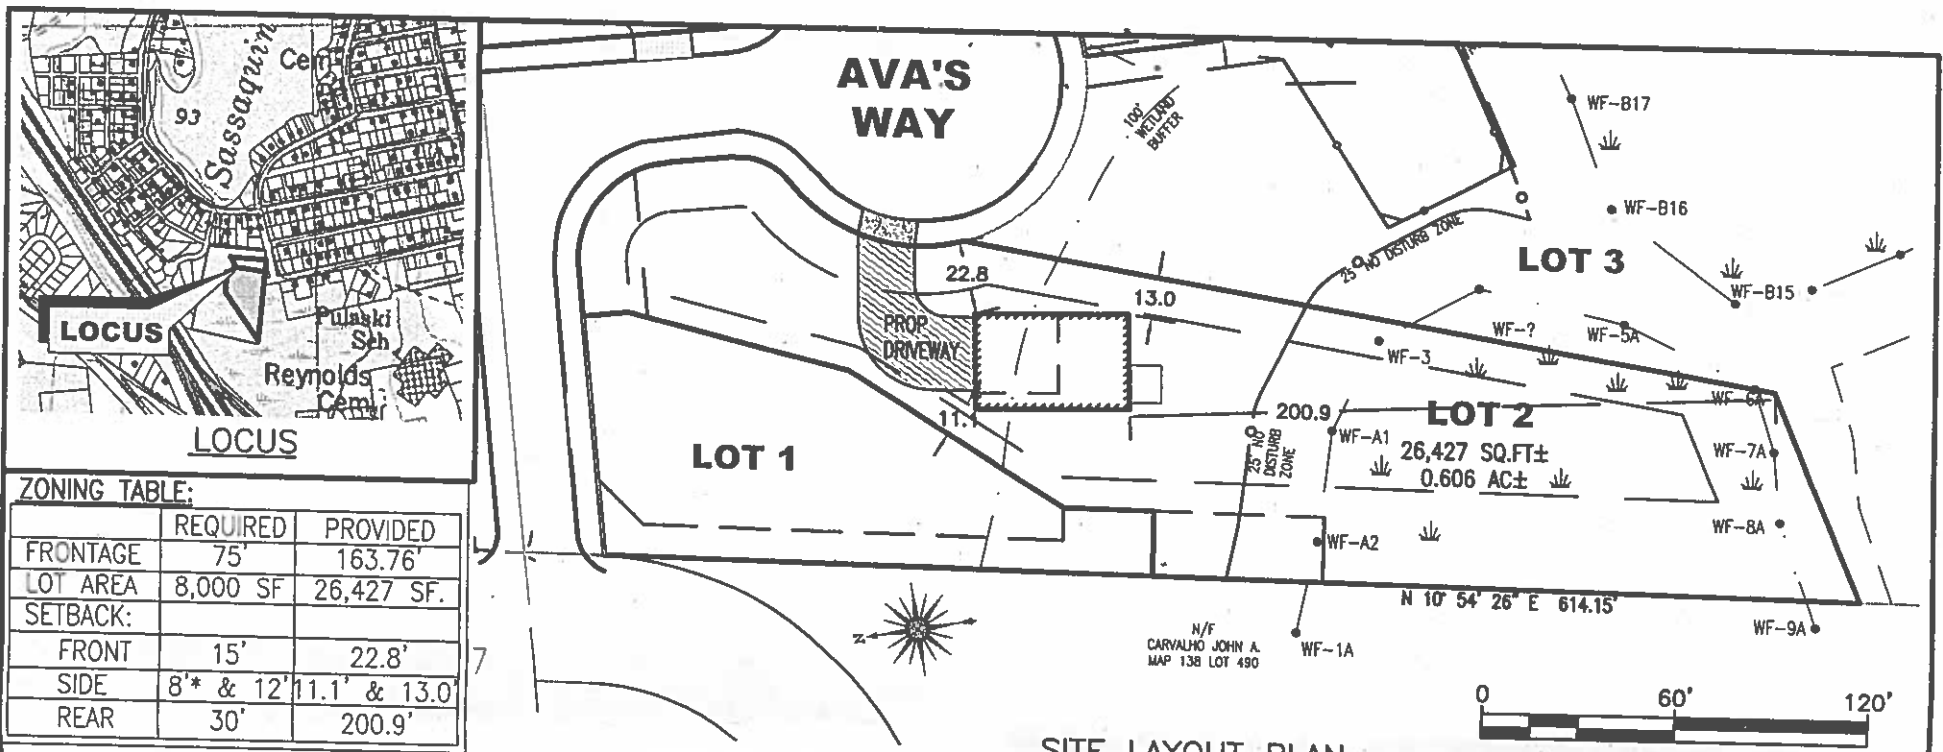 Sassaquin
Cem
93
LOCUS
Pulaski
Sch
Reynolds
Cem
LOCUS
ZONING TABLE:
REQUIRED PROVIDED
FRONTAGE 75' 163.76'
LOT AREA 8,000 SF 26,427 SF.
SETBACK:
FRONT 15' 22.8'
SIDE 8'* & 12' 11.1' & 13.0'
REAR 30' 200.9'
7
AVA'S
WAY
100'
WETLAND
BUFFER
WF-B17
WF-B16
25' NO DISTURB ZONE
LOT 3
22.8
13.0
WF-B15
PROP
DRIVEWAY
WF-?
WF-5A
WF-3
WF-6A
11.1
200.9
LOT 2
LOT 1
25' NO
DISTURB
ZONE
WF-A1
26,427 SQ.FT±
0.606 AC±
WF-7A
WF-8A
WF-A2
N 10° 54' 26" E 614.15'
Z
N/F
CARVALHO JOHN A.
MAP 138 LOT 490
WF-1A
WF-9A
0 60' 120'
SITE LAYOUT PLAN